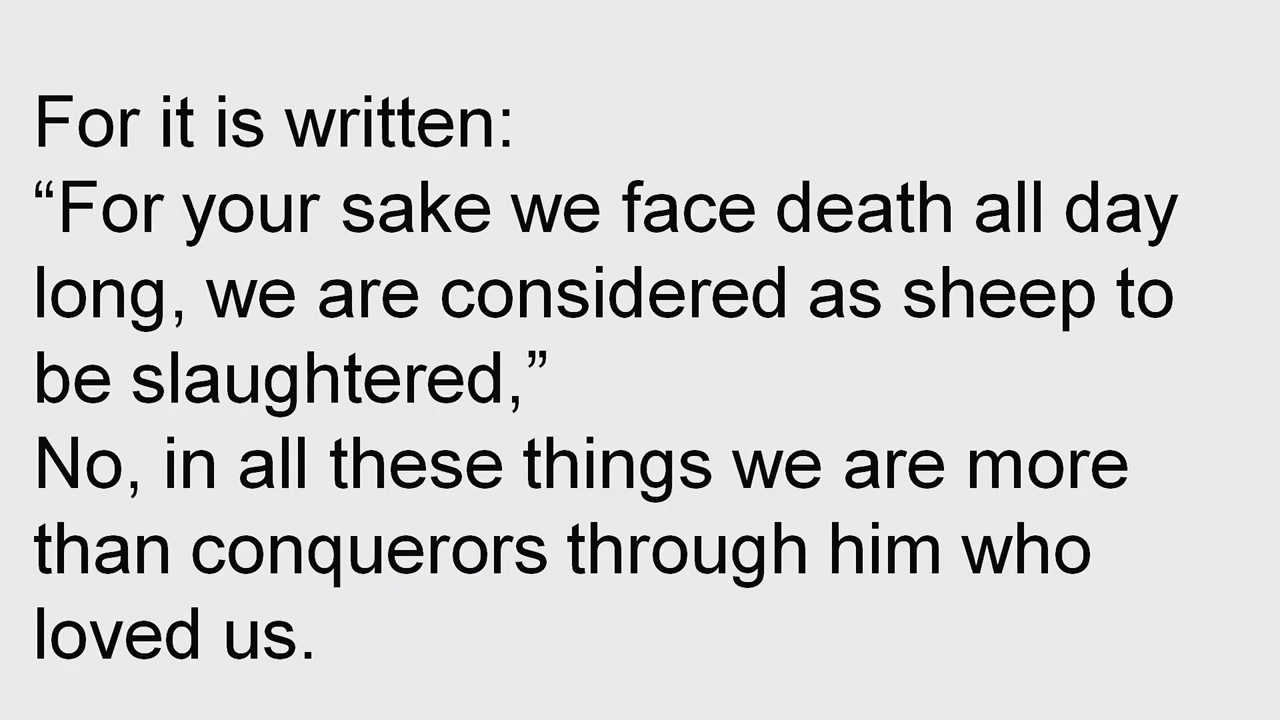 For it is written:
“For your sake we face death all day
long, we are considered as sheep to
be slaughtered,”
No, in all these things we are more
than conquerors through him who
loved us.